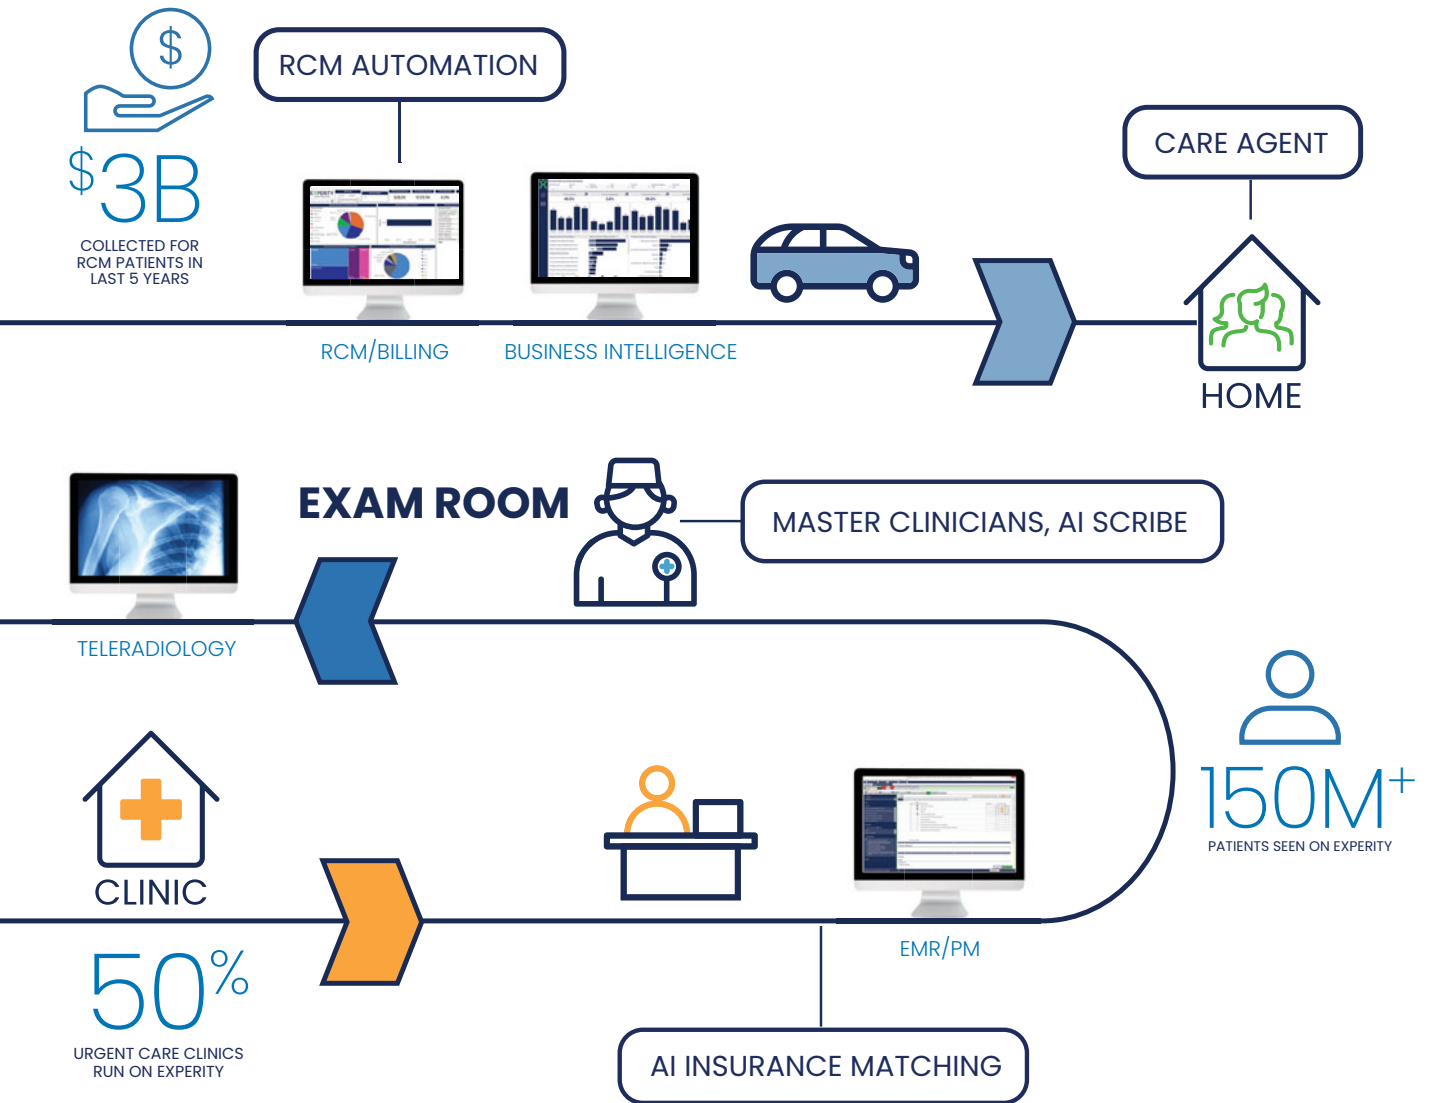 RCM AUTOMATION
$
$3B
COLLECTED FOR
RCM PATIENTS IN
LAST 5 YEARS
CARE AGENT
RCM/BILLING
BUSINESS INTELLIGENCE
HOME
EXAM ROOM
MASTER CLINICIANS, AI SCRIBE
TELERADIOLOGY
150M+
PATIENTS SEEN ON EXPERITY
CLINIC
EMR/PM
50%
URGENT CARE CLINICS
RUN ON EXPERITY
AI INSURANCE MATCHING